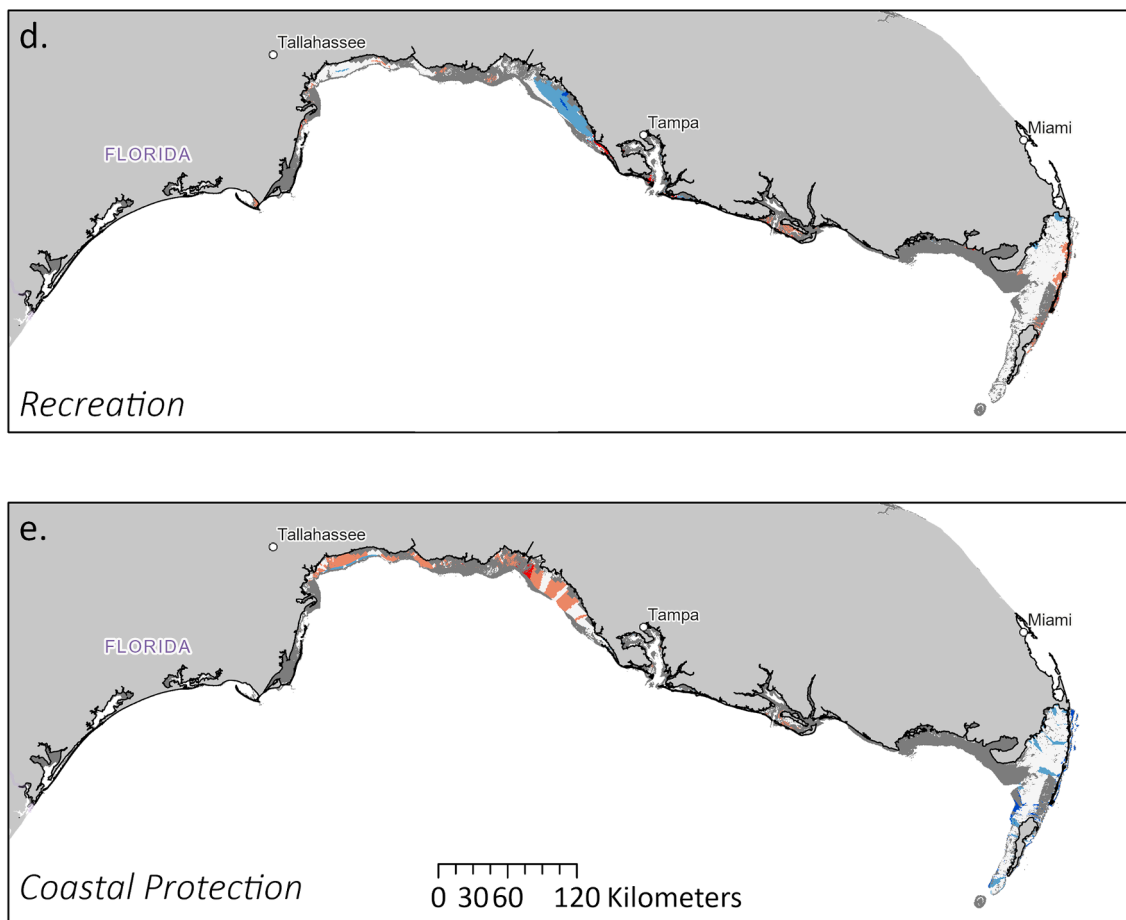 d.
Tallahassee
Tampa
Miami
FLORIDA
Recreation
e.
Tallahassee
Tampa
Miami
FLORIDA
Coastal Protection
0 30 60 120 Kilometers